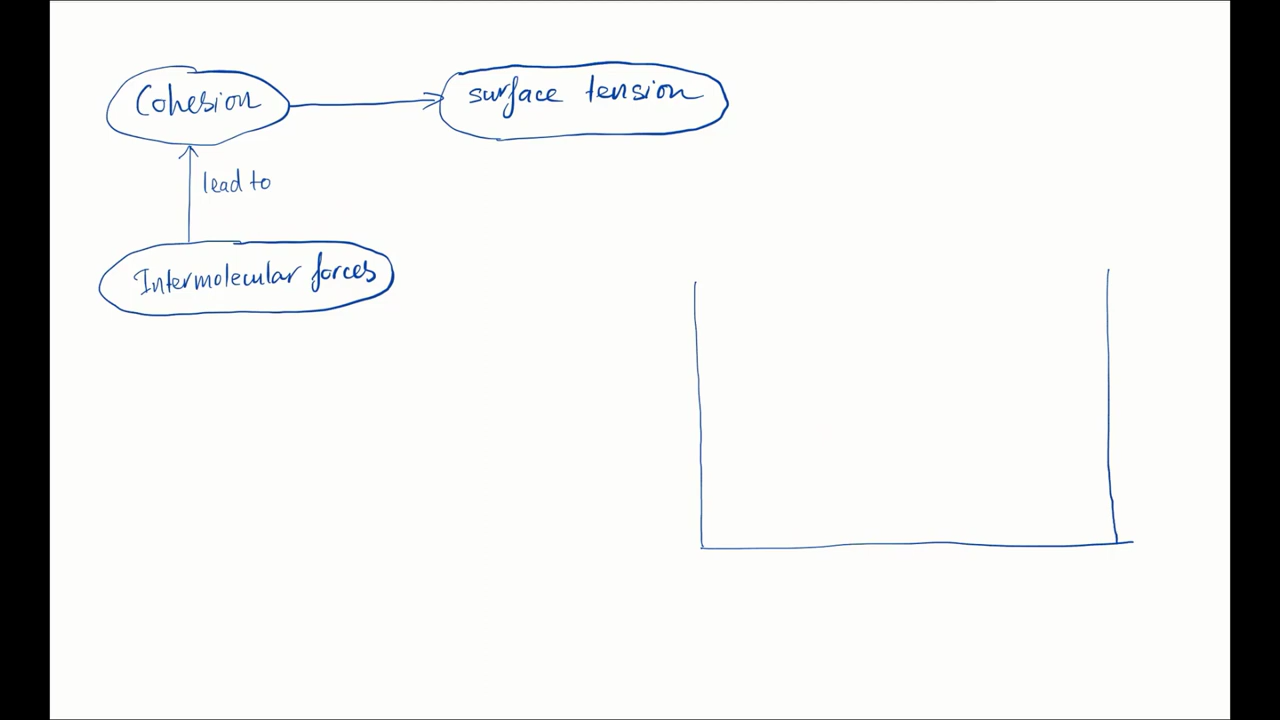 Cohesion
surface tension
lead to
Intermolecular forces